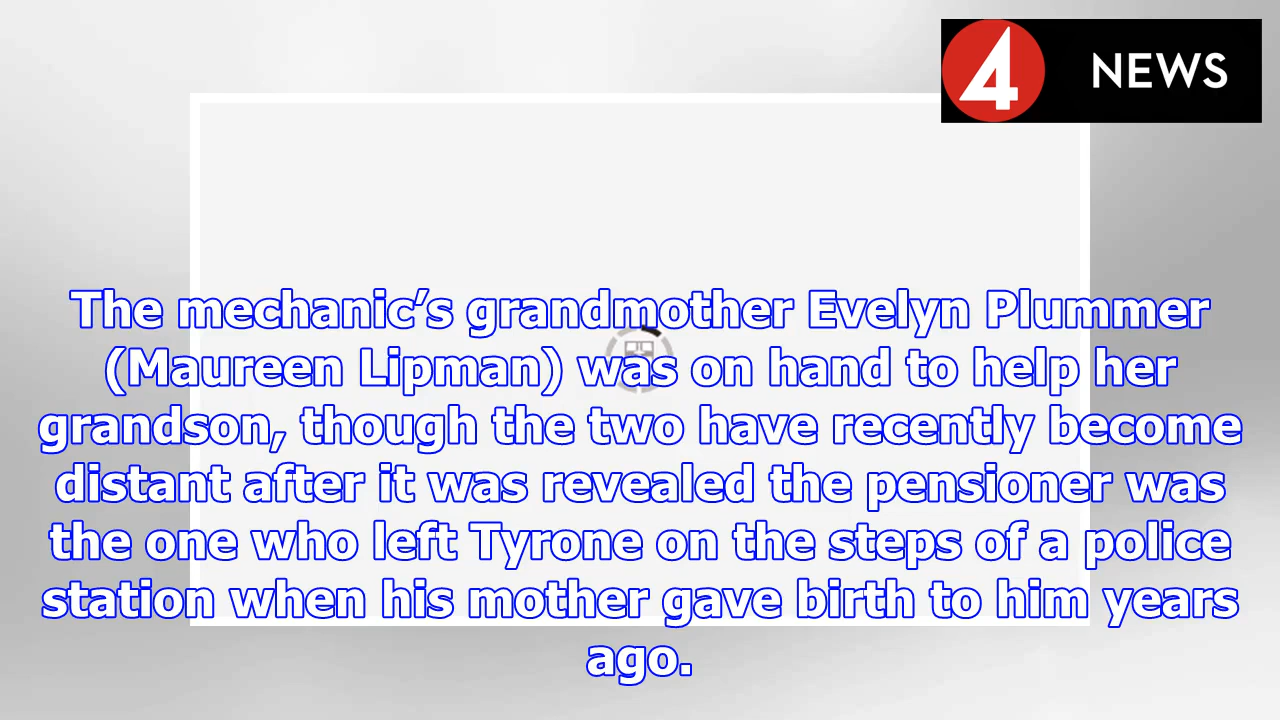 4 NEWS
The mechanic’s grandmother Evelyn Plummer
(Maureen Lipman) was on hand to help her
grandson, though the two have recently become
distant after it was revealed the pensioner was
the one who left Tyrone on the steps of a police
station when his mother gave birth to him years
ago.